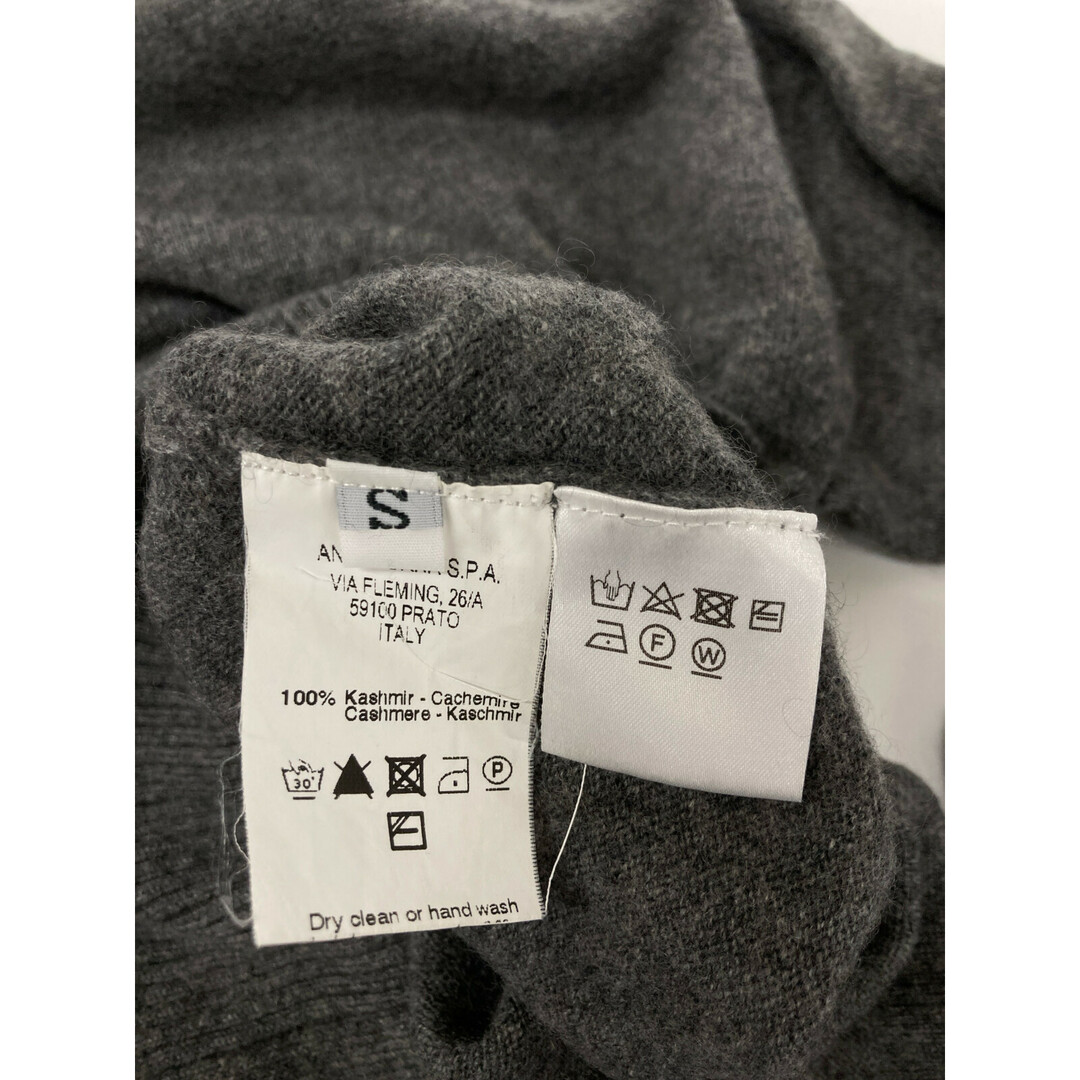 S
S.P.A.
VIA FLEMING, 26/A
59100 PRATO
ITALY
100% Kashmir - Cachemire
Cashmere - Kaschmir
30°
P
Dry clean or hand wash
F
W